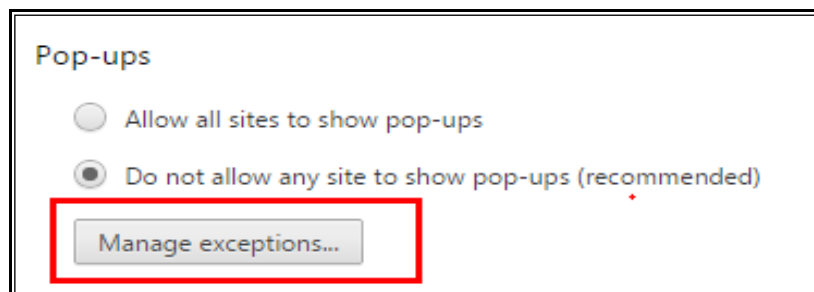 Pop-ups
Allow all sites to show pop-ups
Do not allow any site to show pop-ups (recommended)
Manage exceptions...